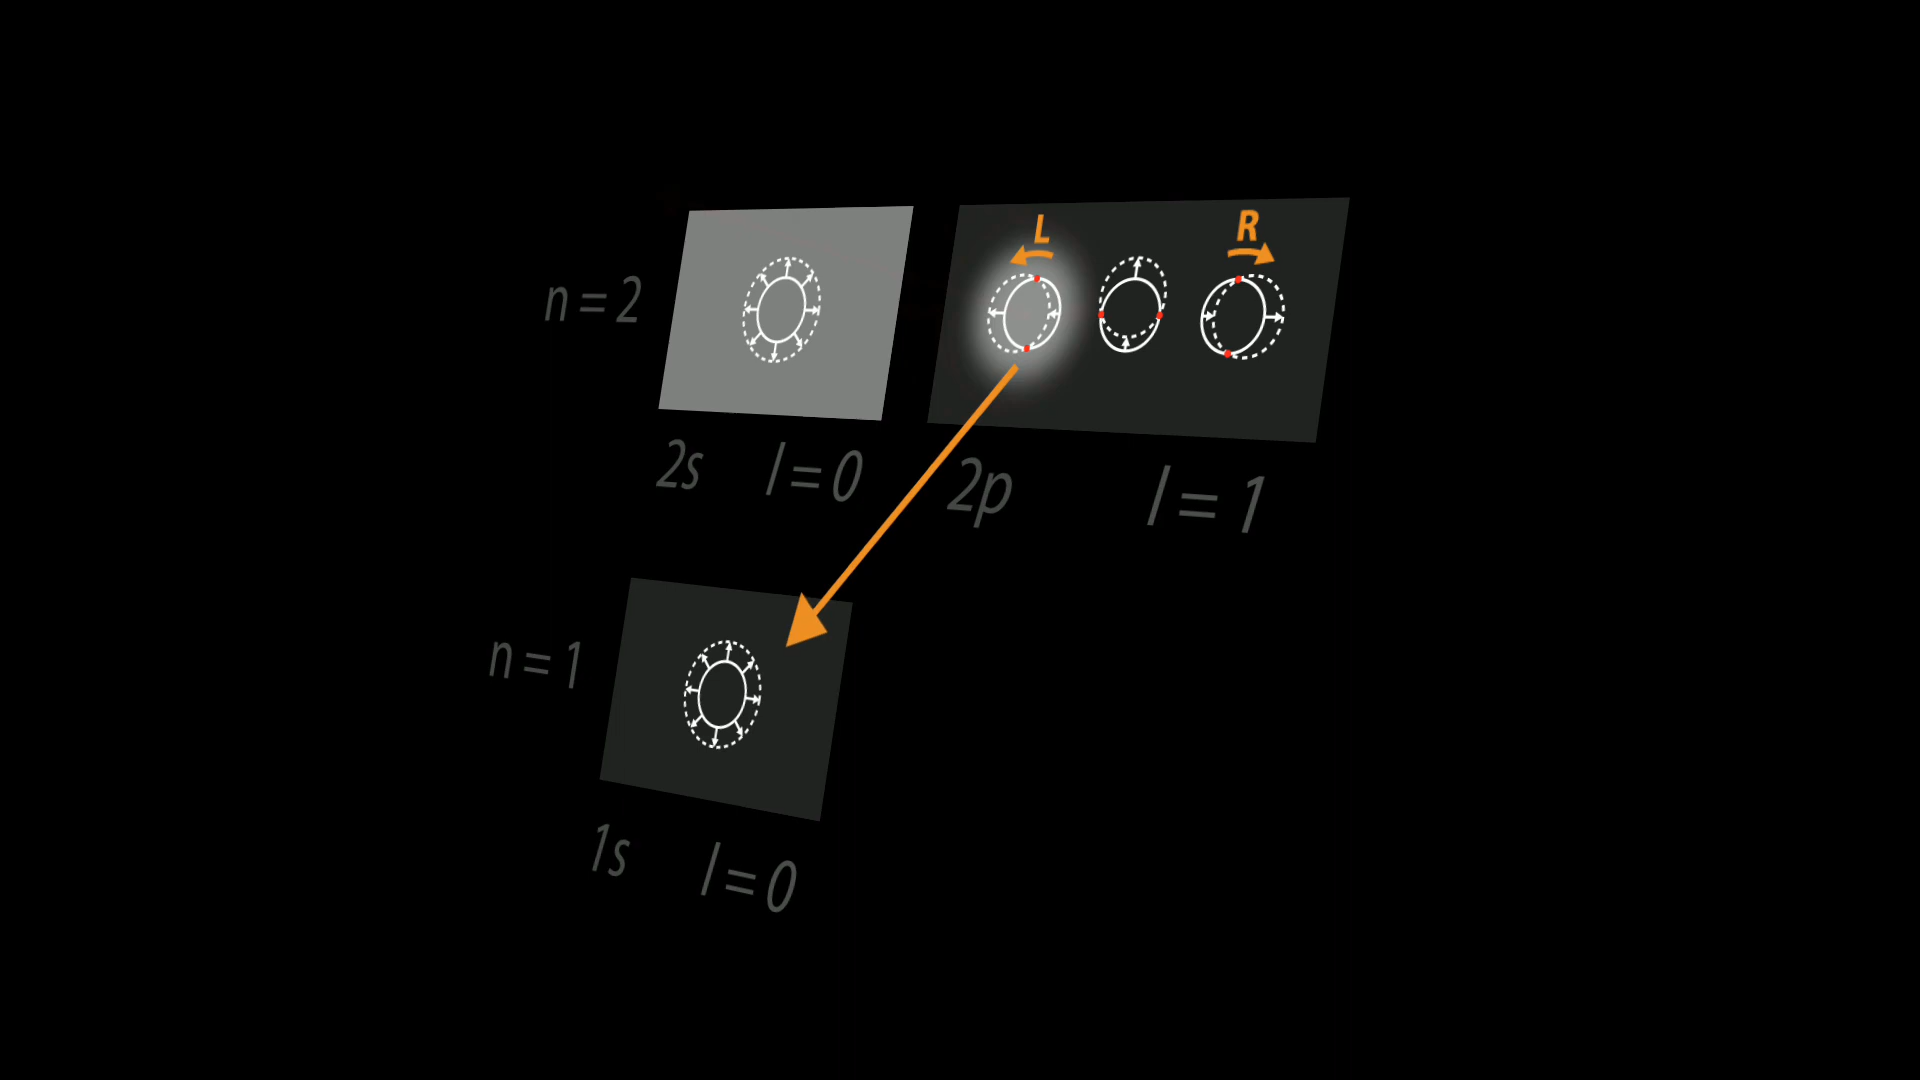 L R
n = 2
2s l = 0 2p l = 1
n = 1
1s l = 0